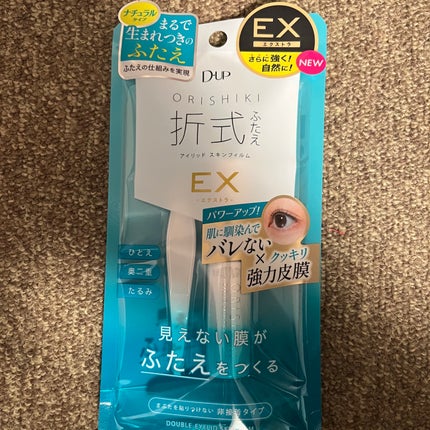 ナチュラル
タイプ
まるで
生まれつきの
ふたえ
ふたえの仕組みを実現
EX
エクストラ
さらに強く!
自然に!
NEW
D-UP
ORISHIKI
折式
ふたえ
アイリッド スキンフィルム
EX
-エクストラ-
パワーアップ!
肌に馴染んで
バレない
×
クッキリ
強力皮膜
ひとえ
奥二重
たるみ
見えない膜が
ふたえをつくる
まぶたを貼りつけない 非接着タイプ
DOUBLE EYELID